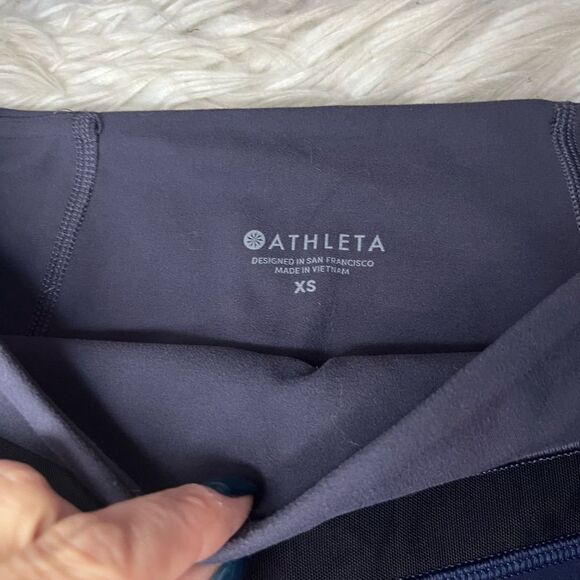 ATHLETA
DESIGNED IN SAN FRANCISCO
MADE IN VIETNAM
XS